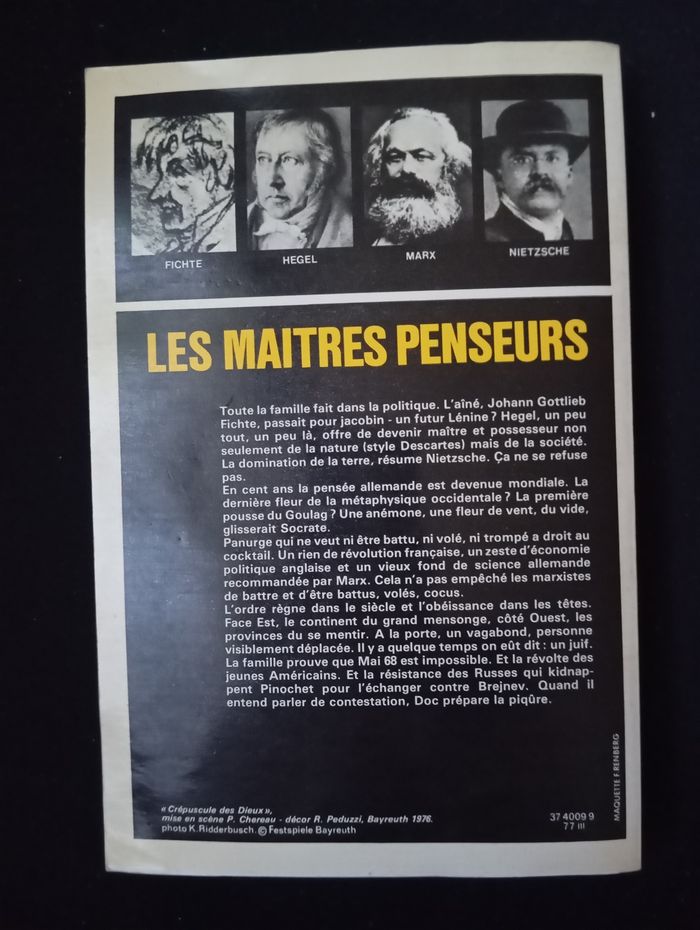 FICHTE
HEGEL
MARX
NIETZSCHE
LES MAITRES PENSEURS
Toute la famille fait dans la politique. L'aîné, Johann Gottlieb
Fichte, passait pour jacobin - un futur Lénine ? Hegel, un peu
tout, un peu là, offre de devenir maître et possesseur non
seulement de la nature (style Descartes) mais de la société.
La domination de la terre, résume Nietzsche. Ça ne se refuse
pas.
En cent ans la pensée allemande est devenue mondiale. La
dernière fleur de la métaphysique occidentale ? La première
pousse du Goulag ? Une anémone, une fleur de vent, du vide,
glisserait Socrate.
Panurge qui ne veut ni être battu, ni volé, ni trompé a droit au
cocktail. Un rien de révolution française, un zeste d'économie
politique anglaise et un vieux fond de science allemande
recommandée par Marx. Cela n'a pas empêché les marxistes
de battre et d'être battus, volés, cocus.
L'ordre règne dans le siècle et l'obéissance dans les têtes.
Face Est, le continent du grand mensonge, côté Ouest, les
provinces du se mentir. A la porte, un vagabond, personne
visiblement déplacée. Il y a quelque temps on eût dit : un juif.
La famille prouve que Mai 68 est impossible. Et la révolte des
jeunes Américains. Et la résistance des Russes qui kidnap-
pent Pinochet pour l'échanger contre Brejnev. Quand il
entend parler de contestation, Doc prépare la piqûre.
« Crépuscule des Dieux »,
mise en scène P. Chereau - décor R. Peduzzi, Bayreuth 1976.
photo K. Ridderbusch. © Festspiele Bayreuth
37 4009 9
77 III
MAQUETTE F. RENBERG